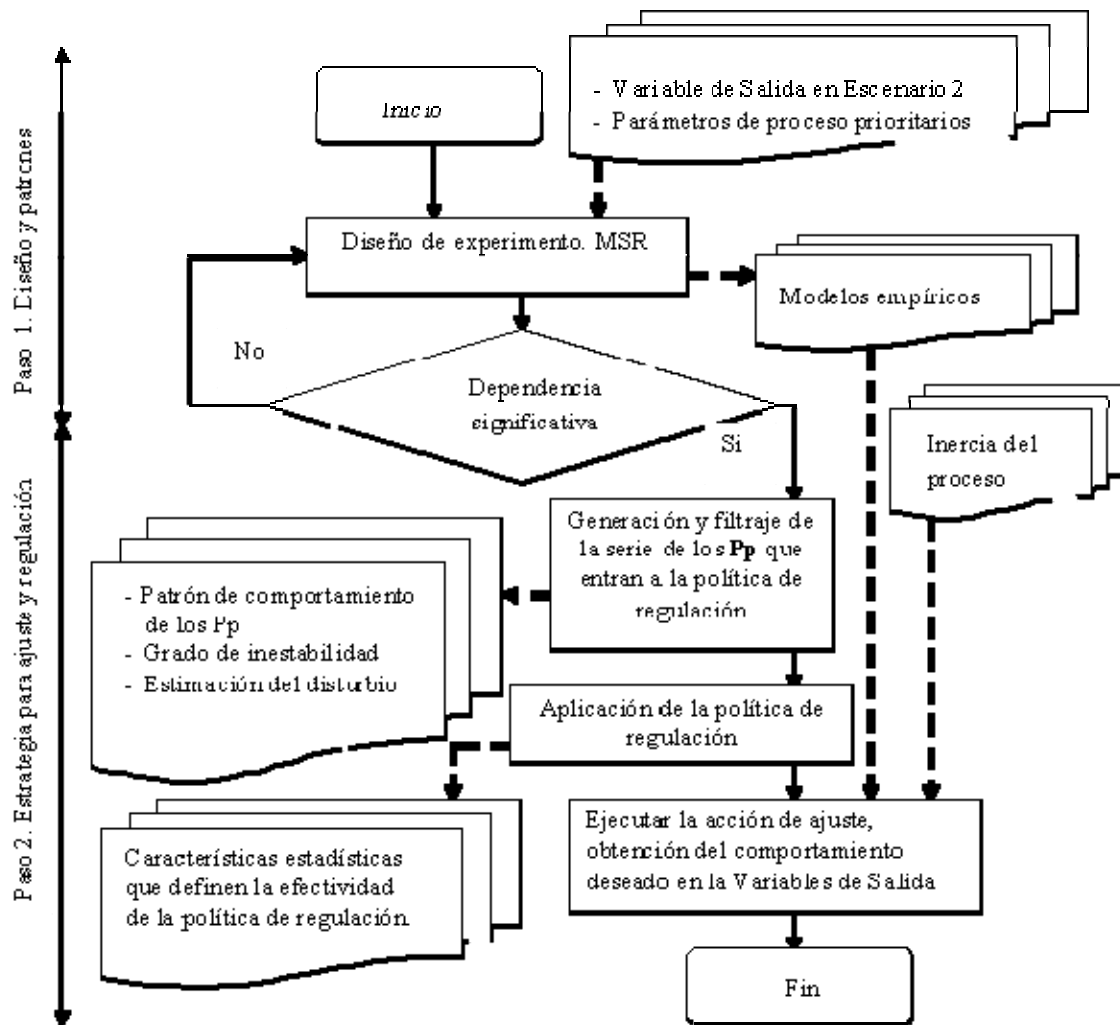 Inicio
- Variable de Salida en Escenario 2
- Parámetros de proceso prioritarios
Paso 1. Diseño y patrones
Diseño de experimento. MSR
Modelos empíricos
No
Dependencia
significativa
Si
Inercia del
proceso
Paso 2. Estrategia para ajuste y regulación
Generación y filtraje de
la serie de los Pp que
entran a la política de
regulación
- Patrón de comportamiento
de los Pp
- Grado de inestabilidad
- Estimación del disturbio
Aplicación de la política de
regulación
Características estadísticas
que definen la efectividad
de la política de regulación
Ejecutar la acción de ajuste,
obtención del comportamiento
deseado en la Variables de Salida
Fin